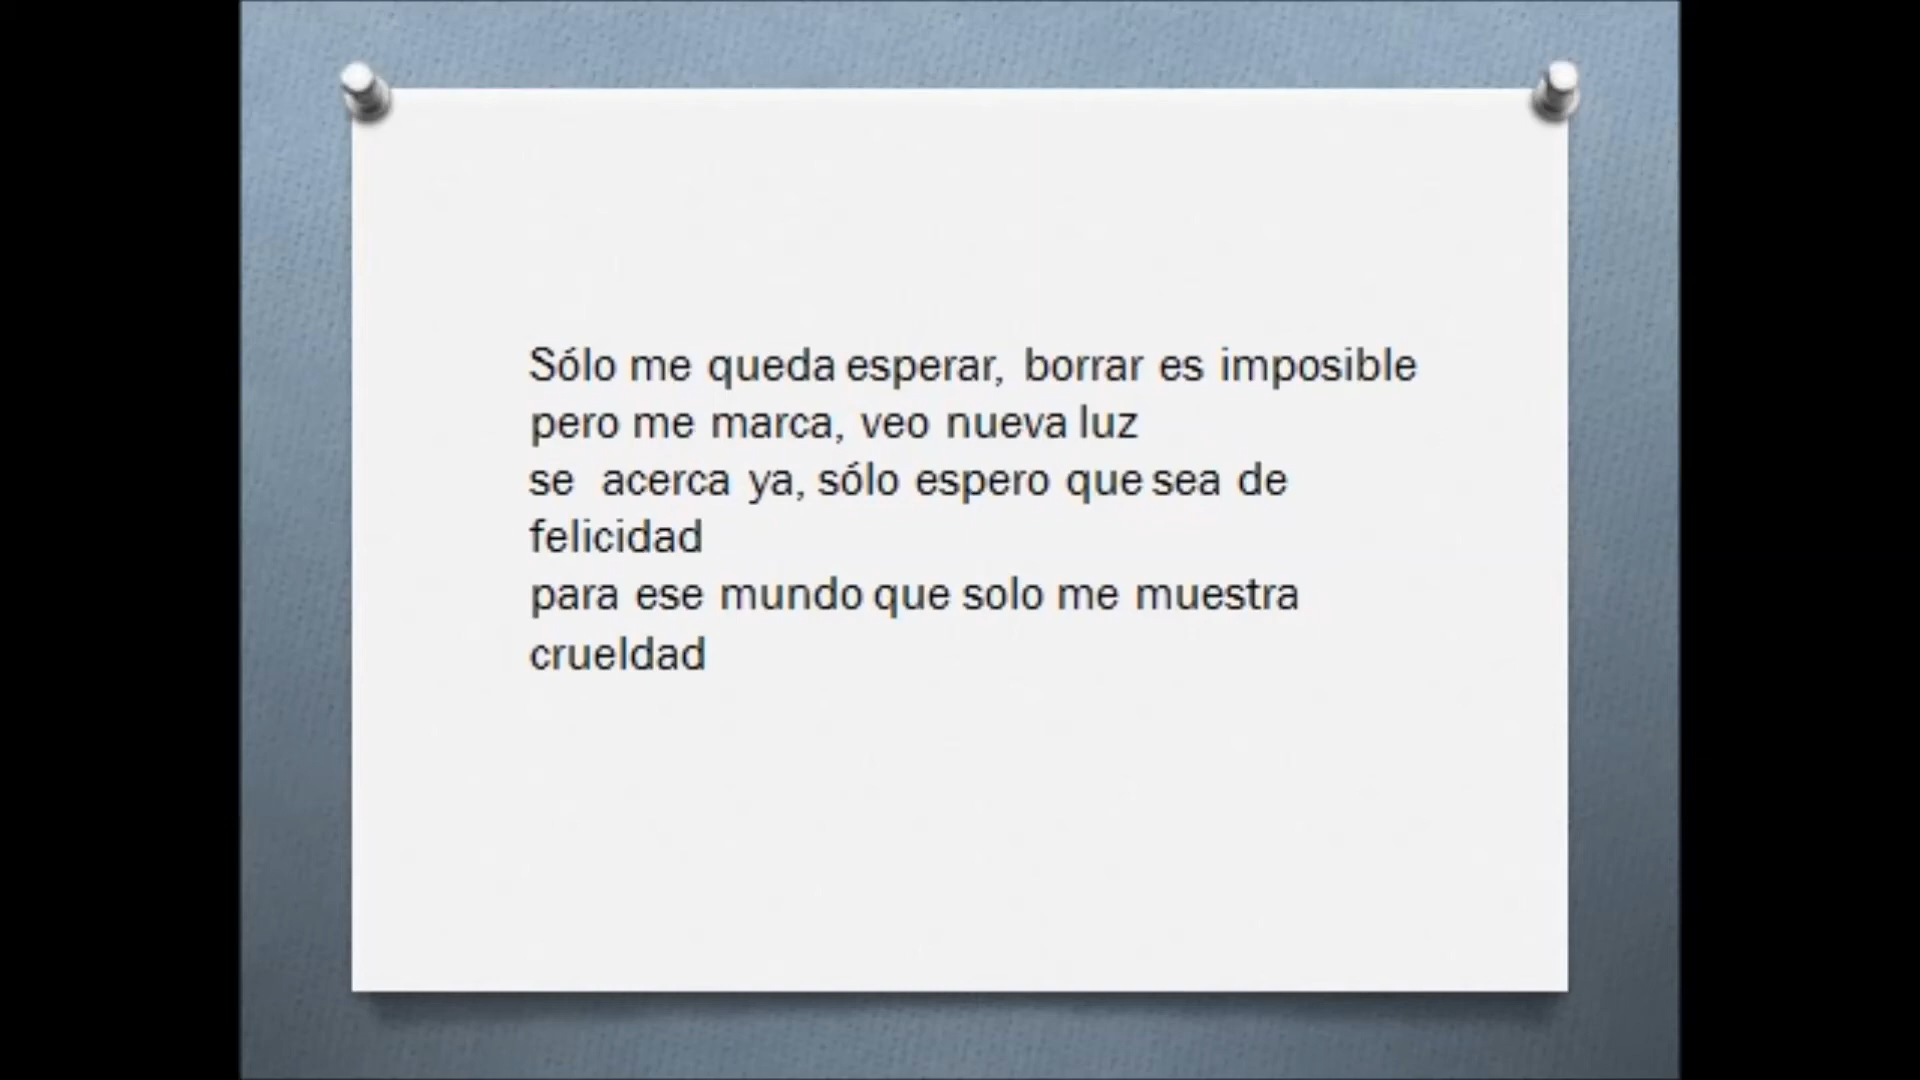 Sólo me queda esperar, borrar es imposible
pero me marca, veo nueva luz
se acerca ya, sólo espero que sea de
felicidad
para ese mundo que solo me muestra
crueldad